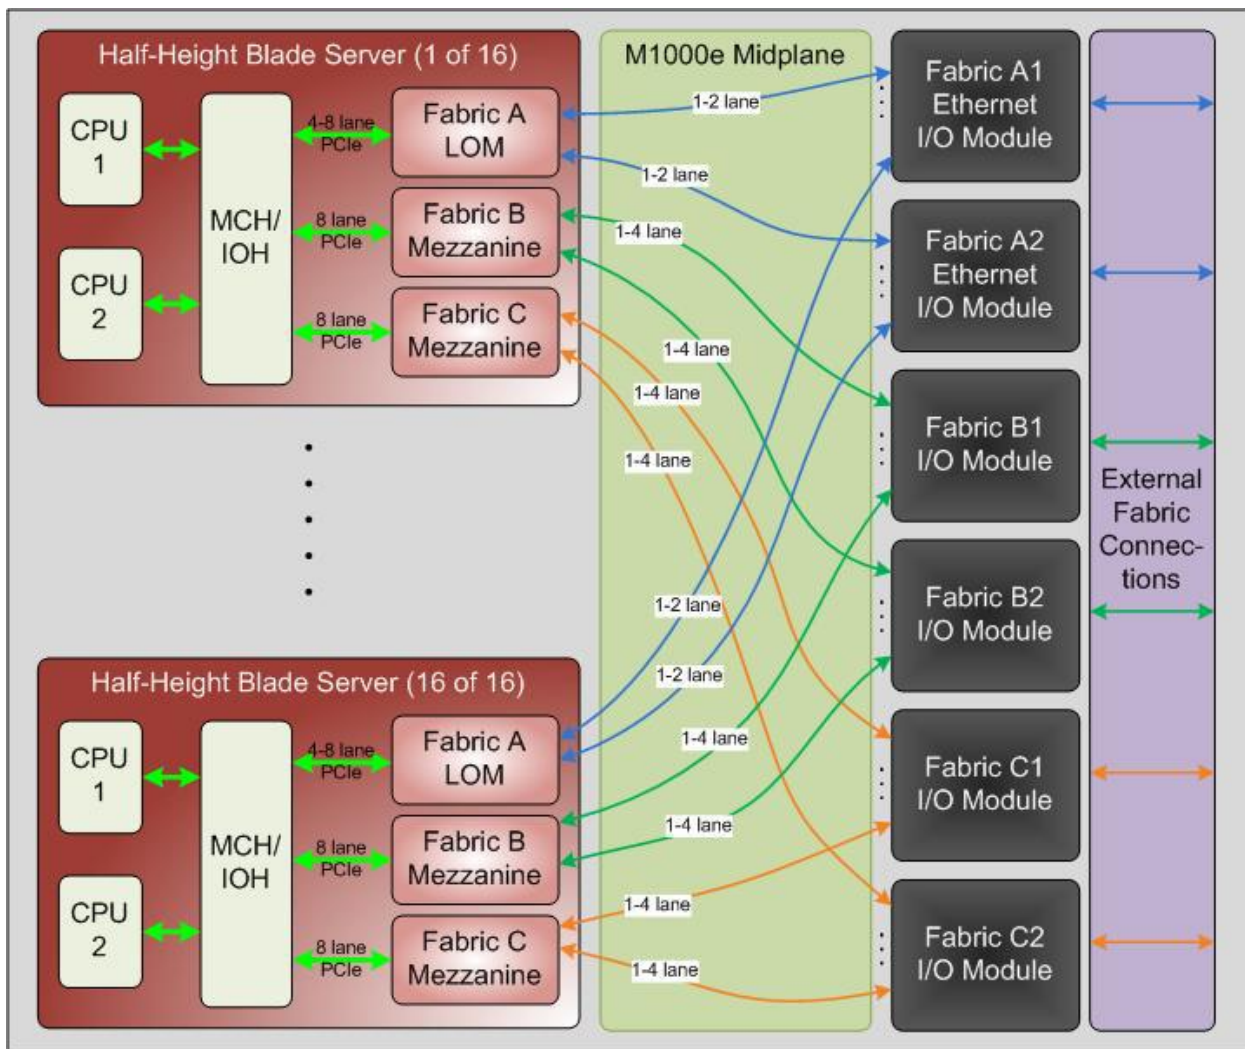 Half-Height Blade Server (1 of 16)
CPU
1
CPU
2
MCH/
IOH
4-8 lane
PCIe
8 lane
PCIe
8 lane
PCIe
Fabric A
LOM
Fabric B
Mezzanine
Fabric C
Mezzanine
Half-Height Blade Server (16 of 16)
CPU
1
CPU
2
MCH/
IOH
4-8 lane
PCIe
8 lane
PCIe
8 lane
PCIe
Fabric A
LOM
Fabric B
Mezzanine
Fabric C
Mezzanine
M1000e Midplane
1-2 lane
1-2 lane
1-4 lane
1-4 lane
1-4 lane
1-4 lane
1-2 lane
1-2 lane
1-4 lane
1-4 lane
1-4 lane
1-4 lane
Fabric A1
Ethernet
I/O Module
Fabric A2
Ethernet
I/O Module
Fabric B1
I/O Module
Fabric B2
I/O Module
Fabric C1
I/O Module
Fabric C2
I/O Module
External
Fabric
Connec-
tions